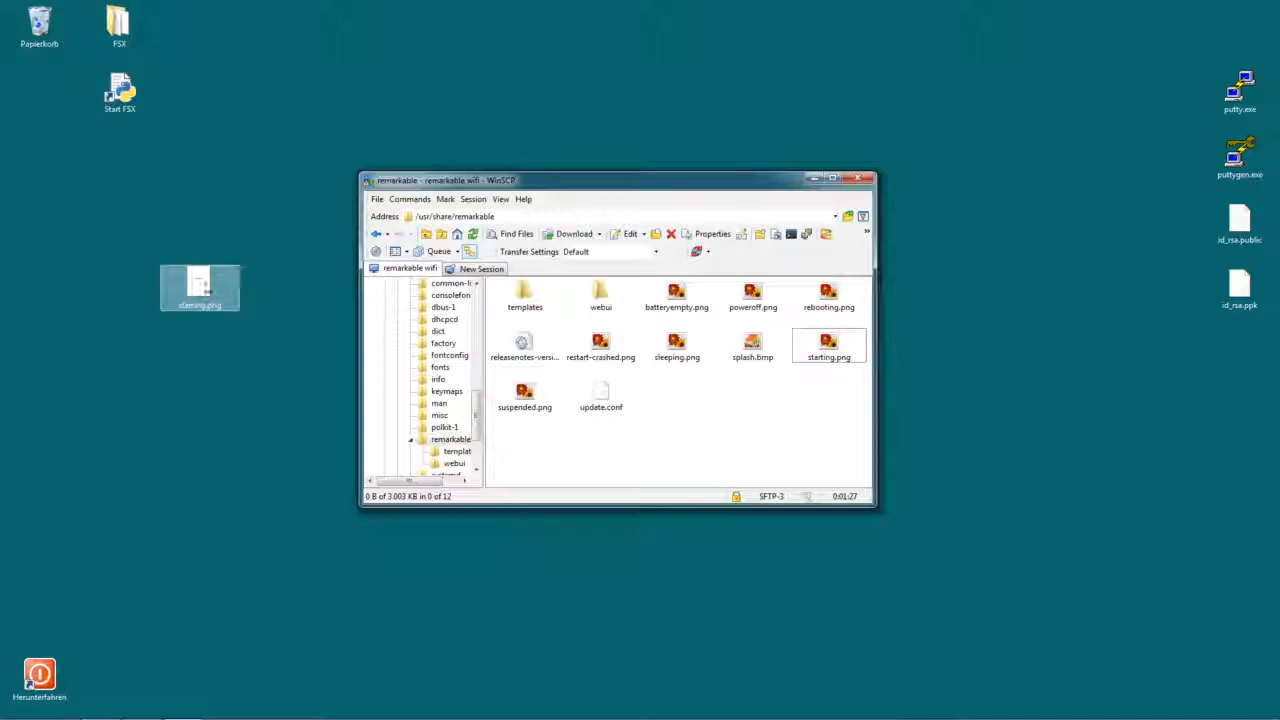 Papierkorb
FSX
Start FSX
starting.png
Herunterfahren
remarkable - remarkable wifi - WinSCP
File Commands Mark Session View Help
Address /usr/share/remarkable
Find Files Download Edit Properties
Queue Transfer Settings Default
remarkable wifi New Session
common-li
consolefon
dbus-1
dhcpcd
dict
factory
fontconfig
fonts
info
keymaps
man
misc
polkit-1
remarkable
templat
webui
templates webui batteryempty.png poweroff.png rebooting.png
releasenotes-versi... restart-crashed.png sleeping.png splash.bmp starting.png
suspended.png update.conf
0 B of 3.003 KB in 0 of 12 SFTP-3 0:01:27
putty.exe
puttygen.exe
id_rsa.public
id_rsa.ppk